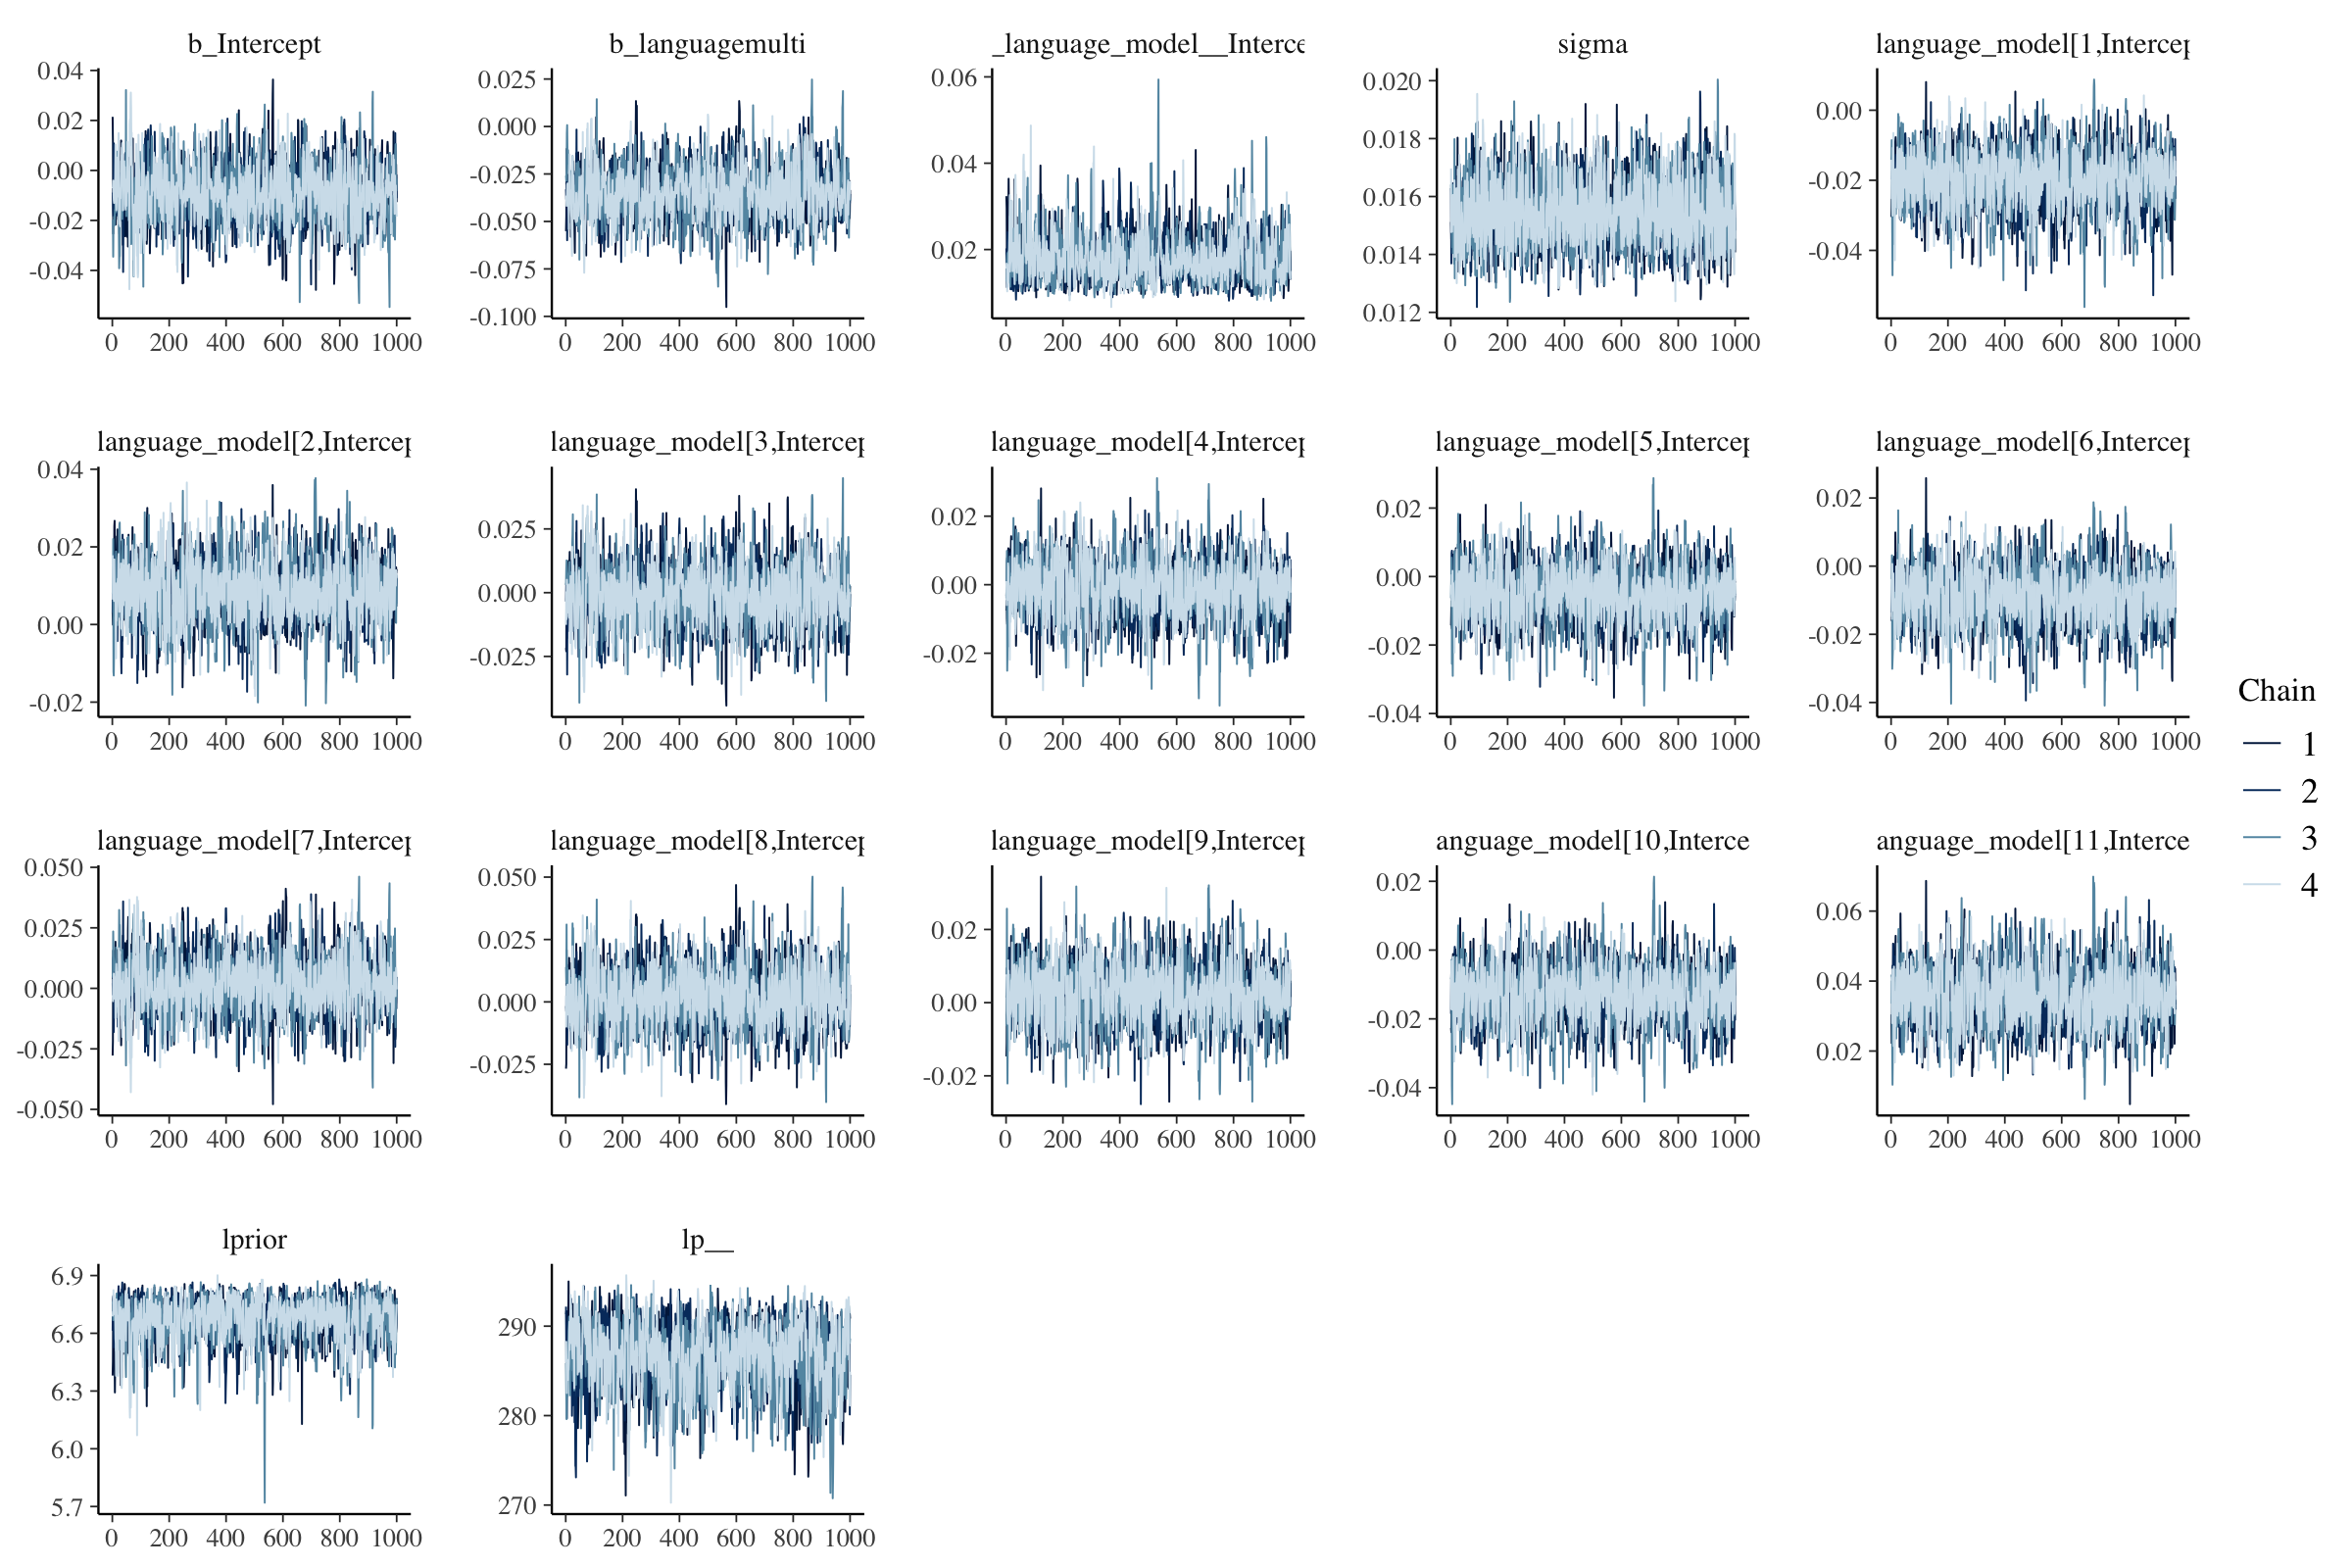 b_Intercept
0.04
0.02
0.00
-0.02
-0.04
0 200 400 600 800 1000
b_languagemulti
0.025
0.000
-0.025
-0.050
-0.075
-0.100
0 200 400 600 800 1000
_language_model__Interce
0.06
0.04
0.02
0 200 400 600 800 1000
sigma
0.020
0.018
0.016
0.014
0.012
0 200 400 600 800 1000
language_model[1,Intercep
0.00
-0.02
-0.04
0 200 400 600 800 1000
language_model[2,Intercep
0.04
0.02
0.00
-0.02
0 200 400 600 800 1000
language_model[3,Intercep
0.025
0.000
-0.025
0 200 400 600 800 1000
language_model[4,Intercep
0.02
0.00
-0.02
0 200 400 600 800 1000
language_model[5,Intercep
0.02
0.00
-0.02
-0.04
0 200 400 600 800 1000
language_model[6,Intercep
0.02
0.00
-0.02
-0.04
0 200 400 600 800 1000
language_model[7,Intercep
0.050
0.025
0.000
-0.025
-0.050
0 200 400 600 800 1000
language_model[8,Intercep
0.050
0.025
0.000
-0.025
0 200 400 600 800 1000
language_model[9,Intercep
0.02
0.00
-0.02
0 200 400 600 800 1000
anguage_model[10,Interce
0.02
0.00
-0.02
-0.04
0 200 400 600 800 1000
anguage_model[11,Interce
0.06
0.04
0.02
0 200 400 600 800 1000
lprior
6.9
6.6
6.3
6.0
5.7
0 200 400 600 800 1000
lp__
290
280
270
0 200 400 600 800 1000
Chain
1
2
3
4